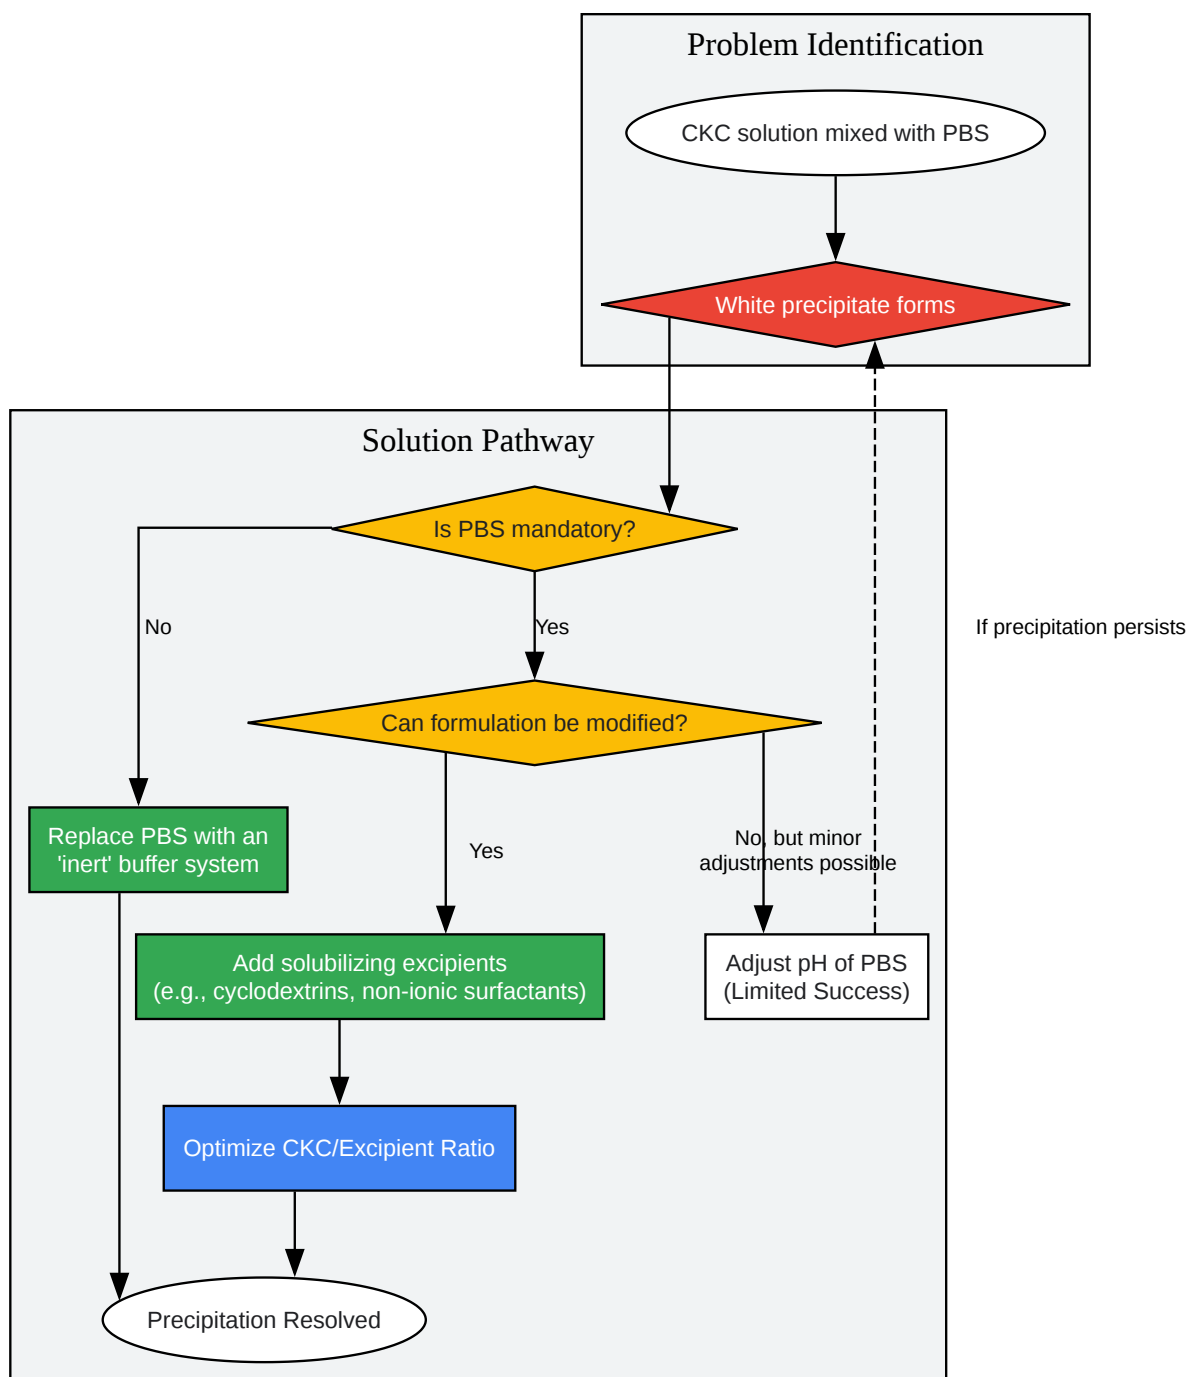 Problem Identification
CKC solution mixed with PBS
White precipitate forms
Solution Pathway
Is PBS mandatory?
No
Yes
If precipitation persists
Can formulation be modified?
Replace PBS with an
'inert' buffer system
Yes
No, but minor
adjustments possible
Add solubilizing excipients
(e.g., cyclodextrins, non-ionic surfactants)
Adjust pH of PBS
(Limited Success)
Optimize CKC/Excipient Ratio
Precipitation Resolved